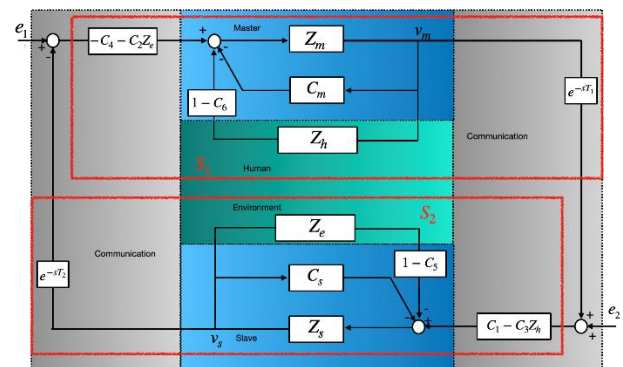 e₁
+
-
-C₄ - C₂Zₑ
+
-
-
Master
Zₘ
vₘ
Cₘ
e^{-sT₁}
1 - C₆
Zₕ
Communication
S₁
Human
Environment
S₂
Zₑ
Communication
1 - C₅
e^{-sT₂}
Cₛ
-
-
+
+
e₂
vₛ
Zₛ
C₁ - C₃Zₕ
+
Slave